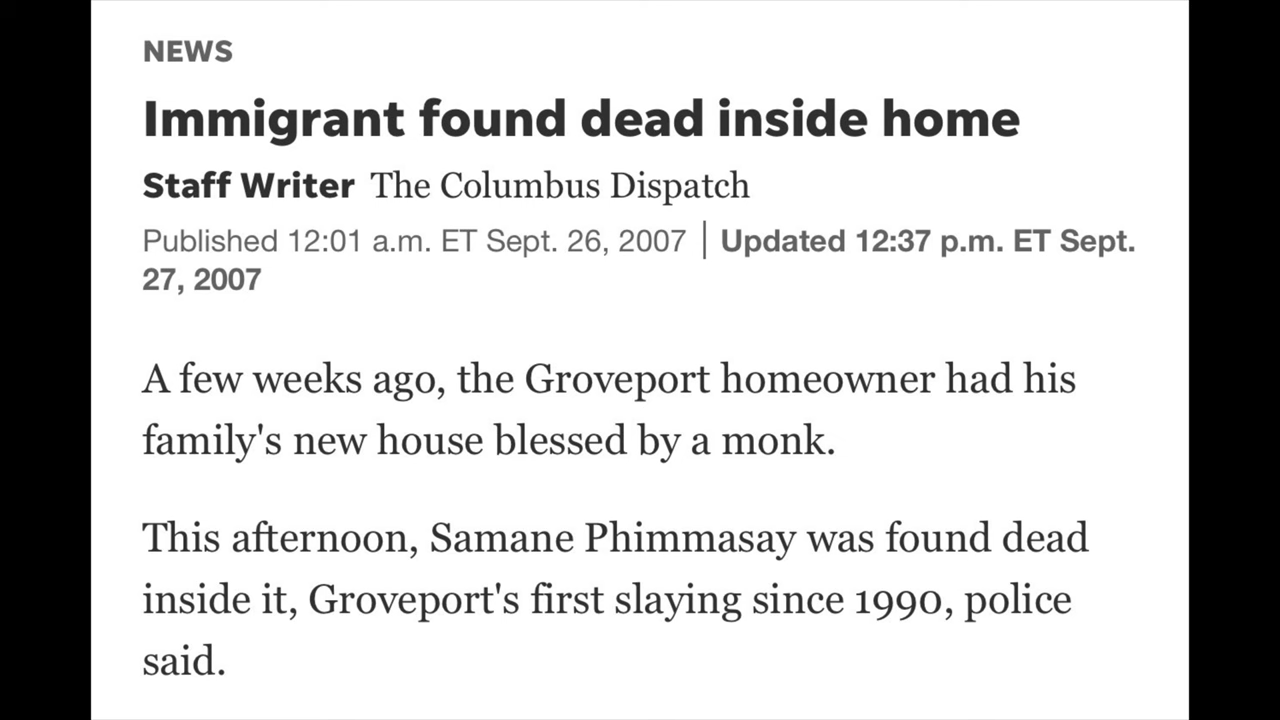 NEWS
Immigrant found dead inside home
Staff Writer The Columbus Dispatch
Published 12:01 a.m. ET Sept. 26, 2007 | Updated 12:37 p.m. ET Sept.
27, 2007
A few weeks ago, the Groveport homeowner had his
family's new house blessed by a monk.
This afternoon, Samane Phimmasay was found dead
inside it, Groveport's first slaying since 1990, police
said.